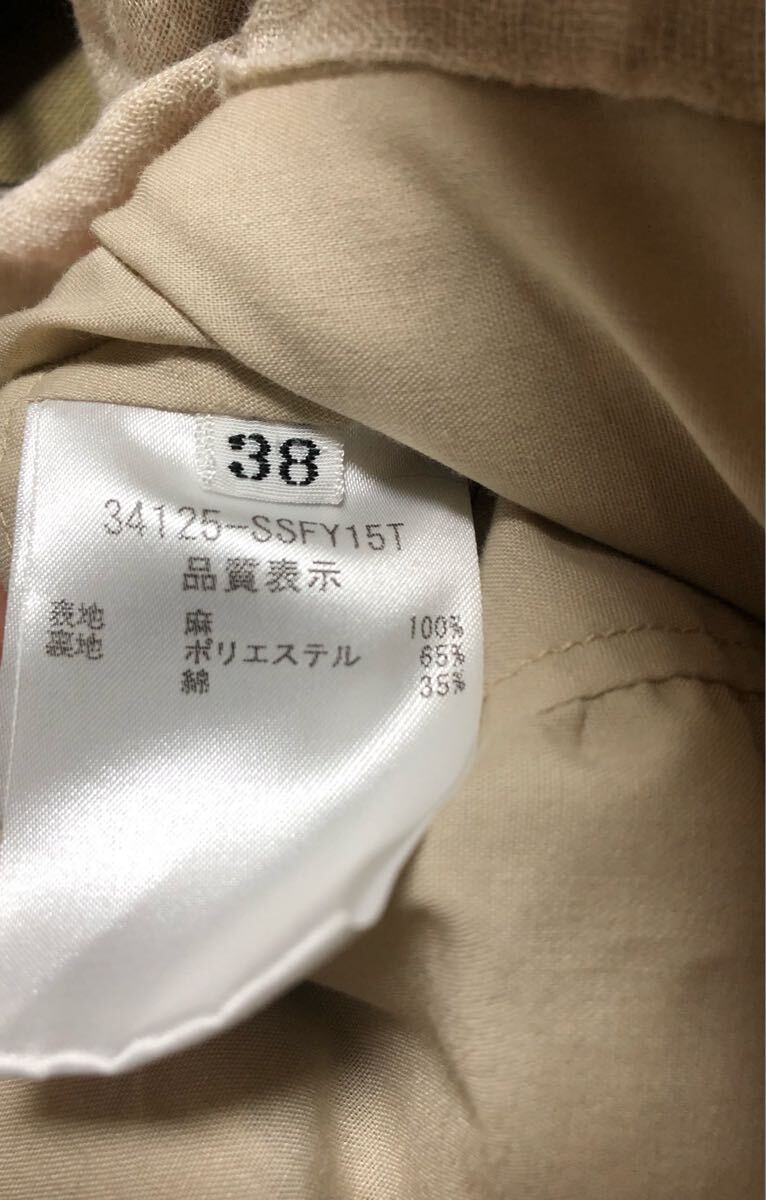 38
34125-SSFY15T
品質表示
表地 麻 100%
裏地 ポリエステル 65%
綿 35%